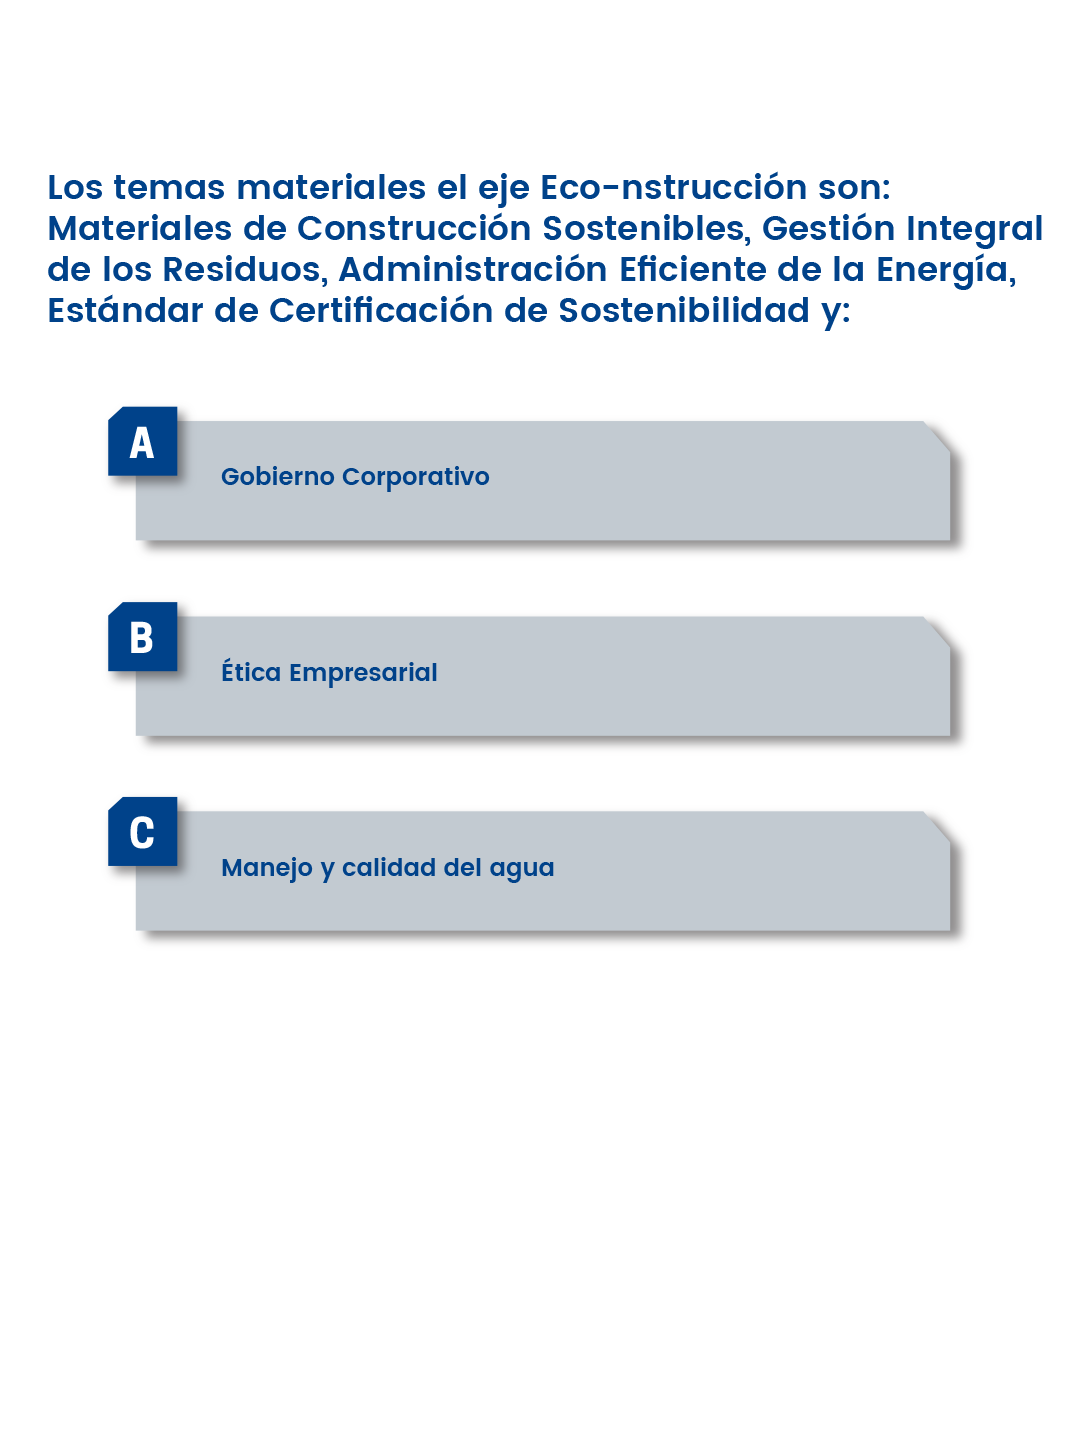 Los temas materiales el eje Eco-nstrucción son:
Materiales de Construcción Sostenibles, Gestión Integral
de los Residuos, Administración Eficiente de la Energía,
Estándar de Certificación de Sostenibilidad y:
A
Gobierno Corporativo
B
Ética Empresarial
C
Manejo y calidad del agua